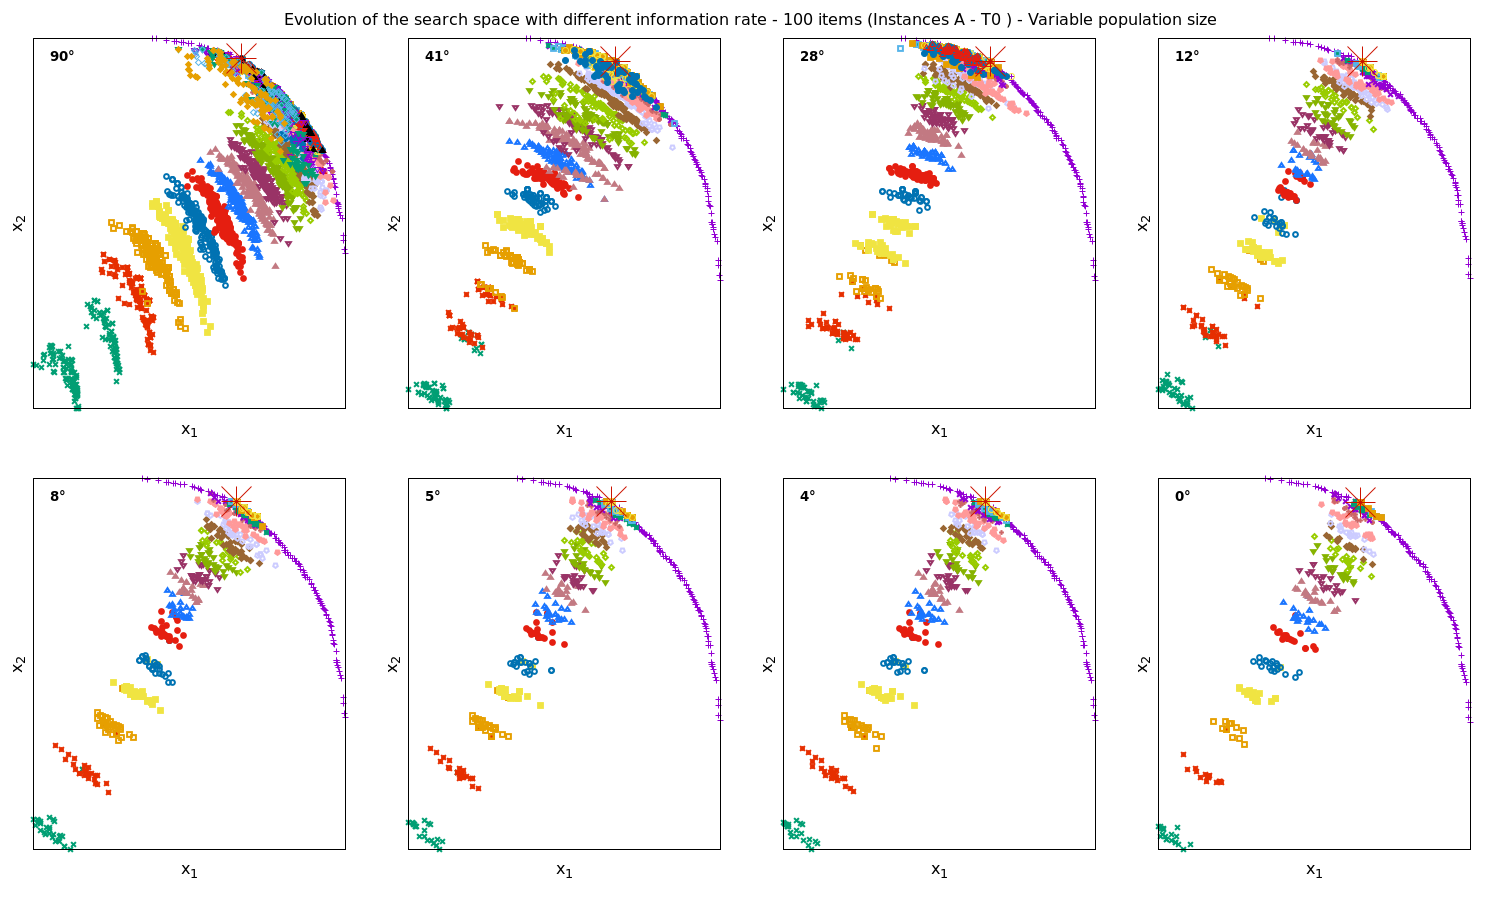 Evolution of the search space with different information rate - 100 items (Instances A - T0 ) - Variable population size
90°
41°
28°
12°
x₂
x₂
x₂
x₂
x₁
x₁
x₁
x₁
8°
5°
4°
0°
x₂
x₂
x₂
x₂
x₁
x₁
x₁
x₁